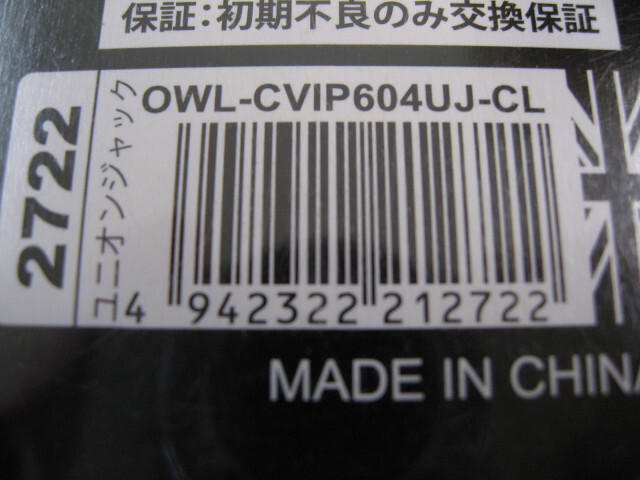 保証：初期不良のみ交換保証
2722
ユニオンジャック
OWL-CVIP604UJ-CL
4 942322 212722
MADE IN CHINA